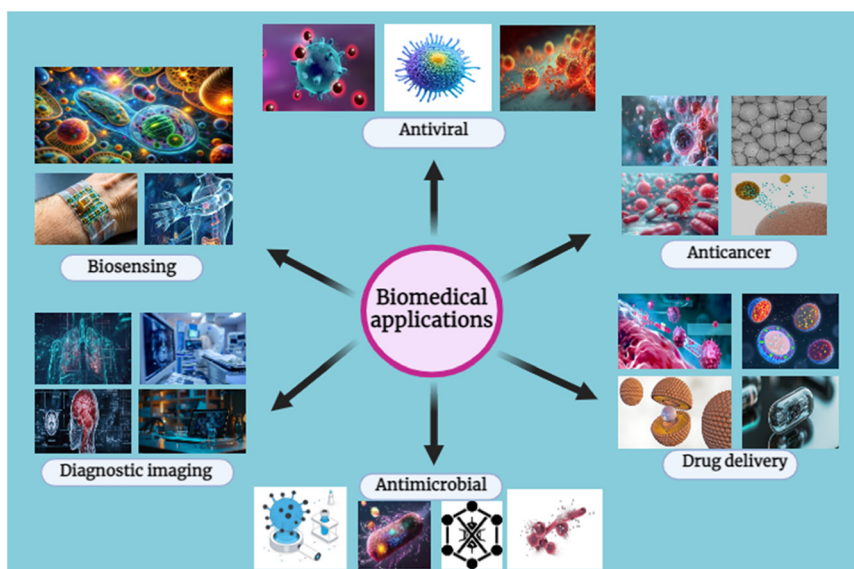 Antiviral
Anticancer
Biosensing
Biomedical
applications
Diagnostic imaging
Drug delivery
Antimicrobial